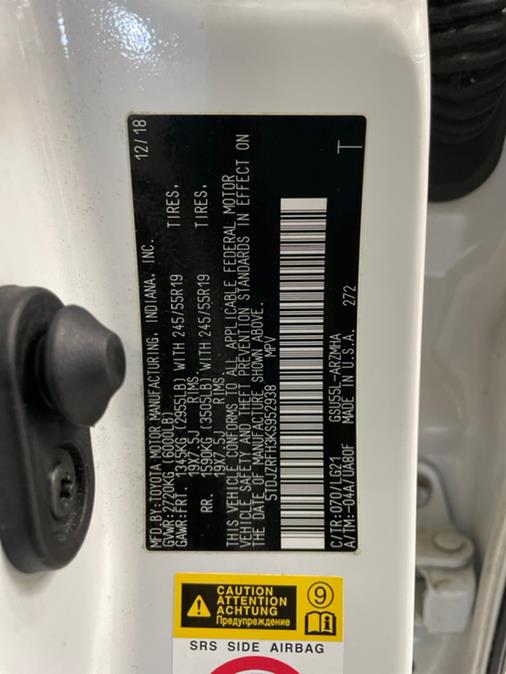 MFD.BY:TOYOTA MOTOR MANUFACTURING, INDIANA, INC. 12/18
GVWR:2720KG (6000LB)
GAWR:FRT. 1345KG (2955LB) WITH 245/55R19 TIRES,
19X7.5J RIMS
RR. 1590KG (3505LB) WITH 245/55R19 TIRES,
19X7.5J RIMS
THIS VEHICLE CONFORMS TO ALL APPLICABLE FEDERAL MOTOR
VEHICLE SAFETY AND THEFT PREVENTION STANDARDS IN EFFECT ON
THE DATE OF MANUFACTURE SHOWN ABOVE.
5TDJZRFH3KS952938 MPV
T
C/TR:070/LG21 GSU55L-ARZMHA
A/TM:-04A/UA80F MADE IN U.S.A. 272
CAUTION
ATTENTION
ACHTUNG
Предупреждение
9
i
SRS SIDE AIRBAG